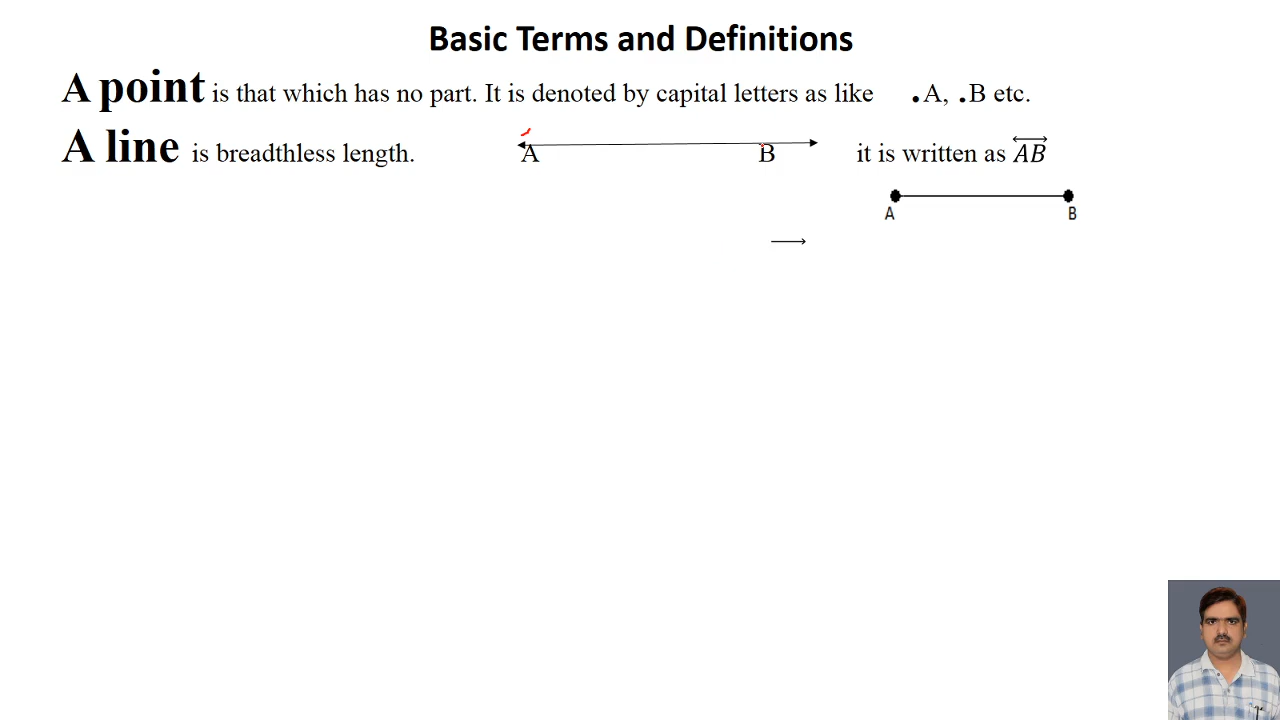 Basic Terms and Definitions
A point is that which has no part. It is denoted by capital letters as like .A, .B etc.
A line is breadthless length. A B it is written as \overleftrightarrow{AB}
A B